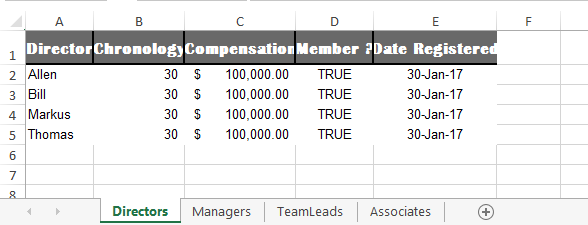 A B C D E F
1 Director Chronology Compensation Member ? Date Registered
2 Allen 30 $ 100,000.00 TRUE 30-Jan-17
3 Bill 30 $ 100,000.00 TRUE 30-Jan-17
4 Markus 30 $ 100,000.00 TRUE 30-Jan-17
5 Thomas 30 $ 100,000.00 TRUE 30-Jan-17
6
7
8
Directors Managers TeamLeads Associates